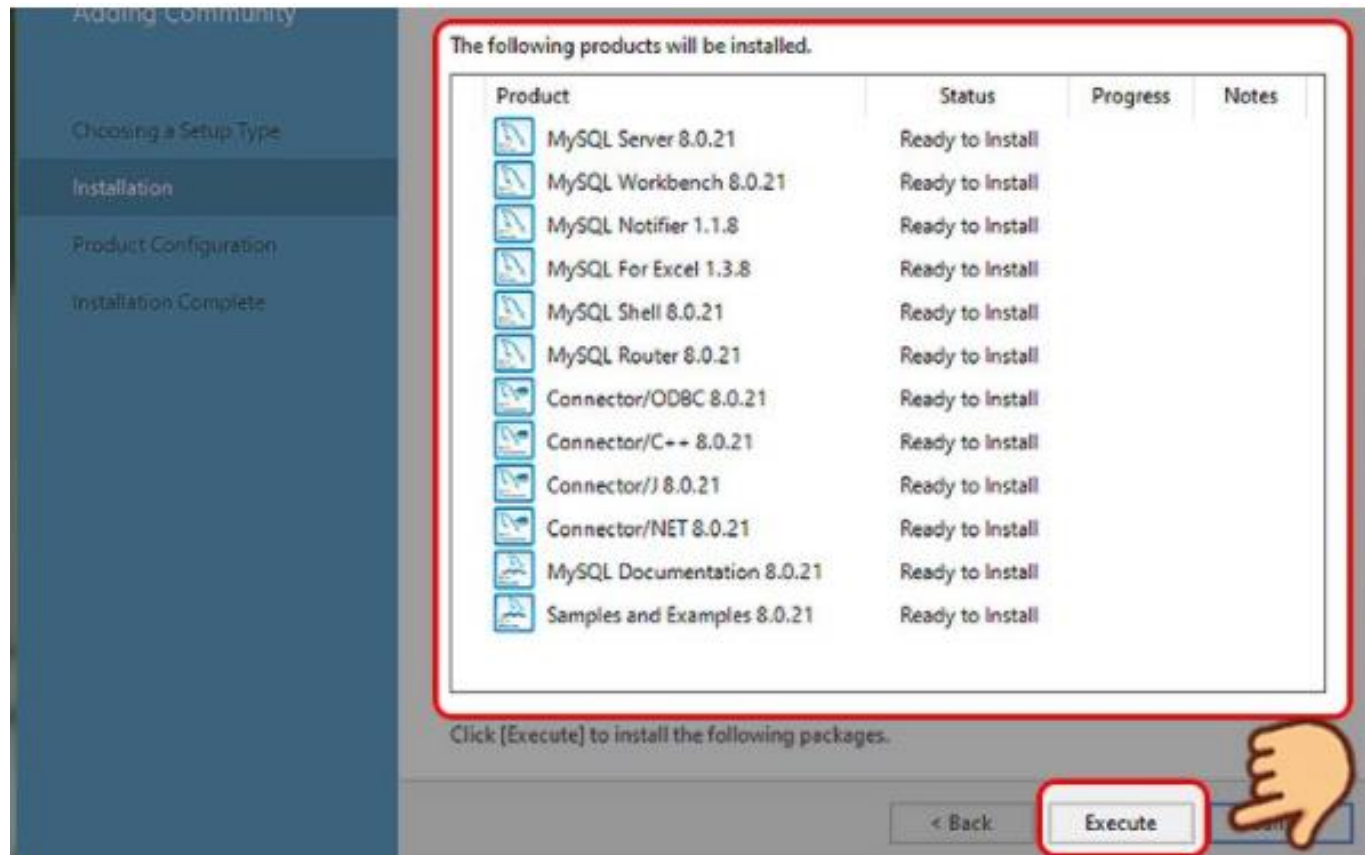 Adding Community
Choosing a Setup Type
Installation
Product Configuration
Installation Complete
The following products will be installed.
Product Status Progress Notes
MySQL Server 8.0.21 Ready to Install
MySQL Workbench 8.0.21 Ready to Install
MySQL Notifier 1.1.8 Ready to Install
MySQL For Excel 1.3.8 Ready to Install
MySQL Shell 8.0.21 Ready to Install
MySQL Router 8.0.21 Ready to Install
Connector/ODBC 8.0.21 Ready to Install
Connector/C++ 8.0.21 Ready to Install
Connector/J 8.0.21 Ready to Install
Connector/NET 8.0.21 Ready to Install
MySQL Documentation 8.0.21 Ready to Install
Samples and Examples 8.0.21 Ready to Install
Click [Execute] to install the following packages.
< Back Execute